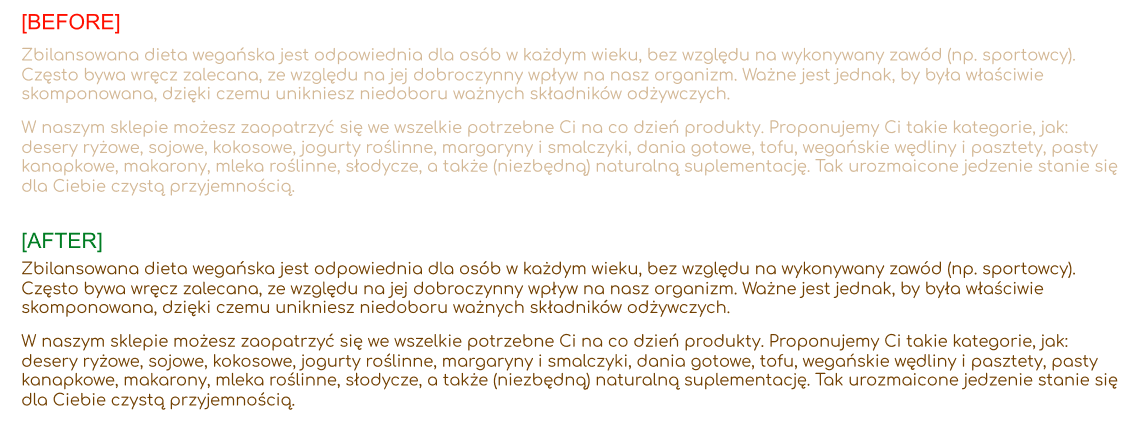 [BEFORE]
Zbilansowana dieta wegańska jest odpowiednia dla osób w każdym wieku, bez względu na wykonywany zawód (np. sportowcy).
Często bywa wręcz zalecana, ze względu na jej dobroczynny wpływ na nasz organizm. Ważne jest jednak, by była właściwie
skomponowana, dzięki czemu unikniesz niedoboru ważnych składników odżywczych.
W naszym sklepie możesz zaopatrzyć się we wszelkie potrzebne Ci na co dzień produkty. Proponujemy Ci takie kategorie, jak:
desery ryżowe, sojowe, kokosowe, jogurty roślinne, margaryny i smalczyki, dania gotowe, tofu, wegańskie wędliny i pasztety, pasty
kanapkowe, makarony, mleka roślinne, słodycze, a także (niezbędną) naturalną suplementację. Tak urozmaicone jedzenie stanie się
dla Ciebie czystą przyjemnością.
[AFTER]
Zbilansowana dieta wegańska jest odpowiednia dla osób w każdym wieku, bez względu na wykonywany zawód (np. sportowcy).
Często bywa wręcz zalecana, ze względu na jej dobroczynny wpływ na nasz organizm. Ważne jest jednak, by była właściwie
skomponowana, dzięki czemu unikniesz niedoboru ważnych składników odżywczych.
W naszym sklepie możesz zaopatrzyć się we wszelkie potrzebne Ci na co dzień produkty. Proponujemy Ci takie kategorie, jak:
desery ryżowe, sojowe, kokosowe, jogurty roślinne, margaryny i smalczyki, dania gotowe, tofu, wegańskie wędliny i pasztety, pasty
kanapkowe, makarony, mleka roślinne, słodycze, a także (niezbędną) naturalną suplementację. Tak urozmaicone jedzenie stanie się
dla Ciebie czystą przyjemnością.